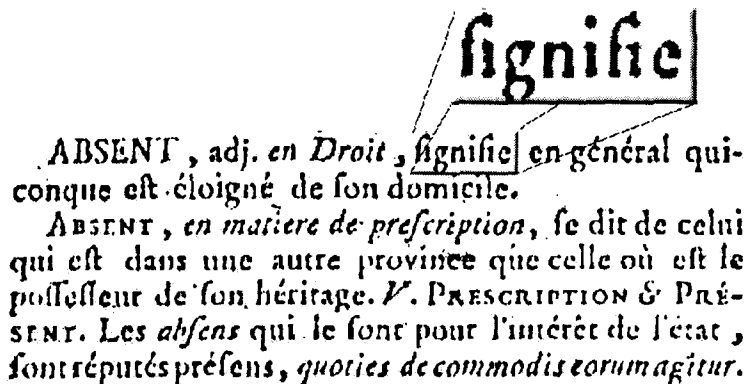 ſignifie
ABSENT, adj. en Droit, ſignifie en général qui-
conque eſt éloigné de ſon domicile.
ABSENT, en matiere de preſcription, ſe dit de celui
qui eſt dans une autre province que celle où eſt le
poſſeſſeur de ſon héritage. V. PRESCRIPTION & PRÉ-
SENT. Les abſens qui le ſont pour l'intérêt de l'état,
ſont réputés préſens, quoties de commodis eorum agitur.